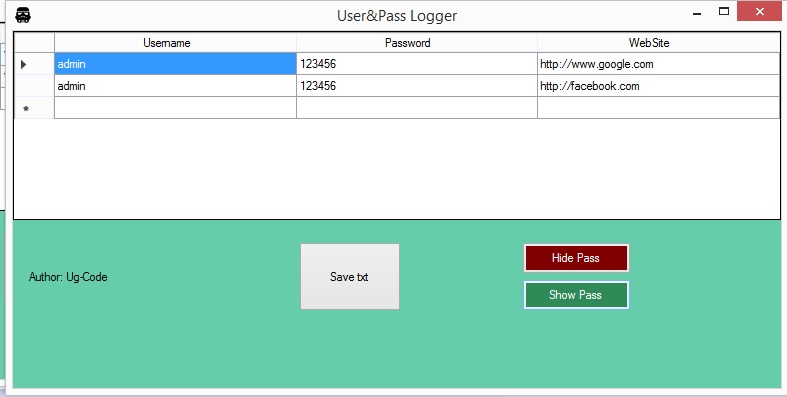 User&Pass Logger
Username Password WebSite
admin 123456 http://www.google.com
admin 123456 http://facebook.com
Author: Ug-Code
Save txt
Hide Pass
Show Pass